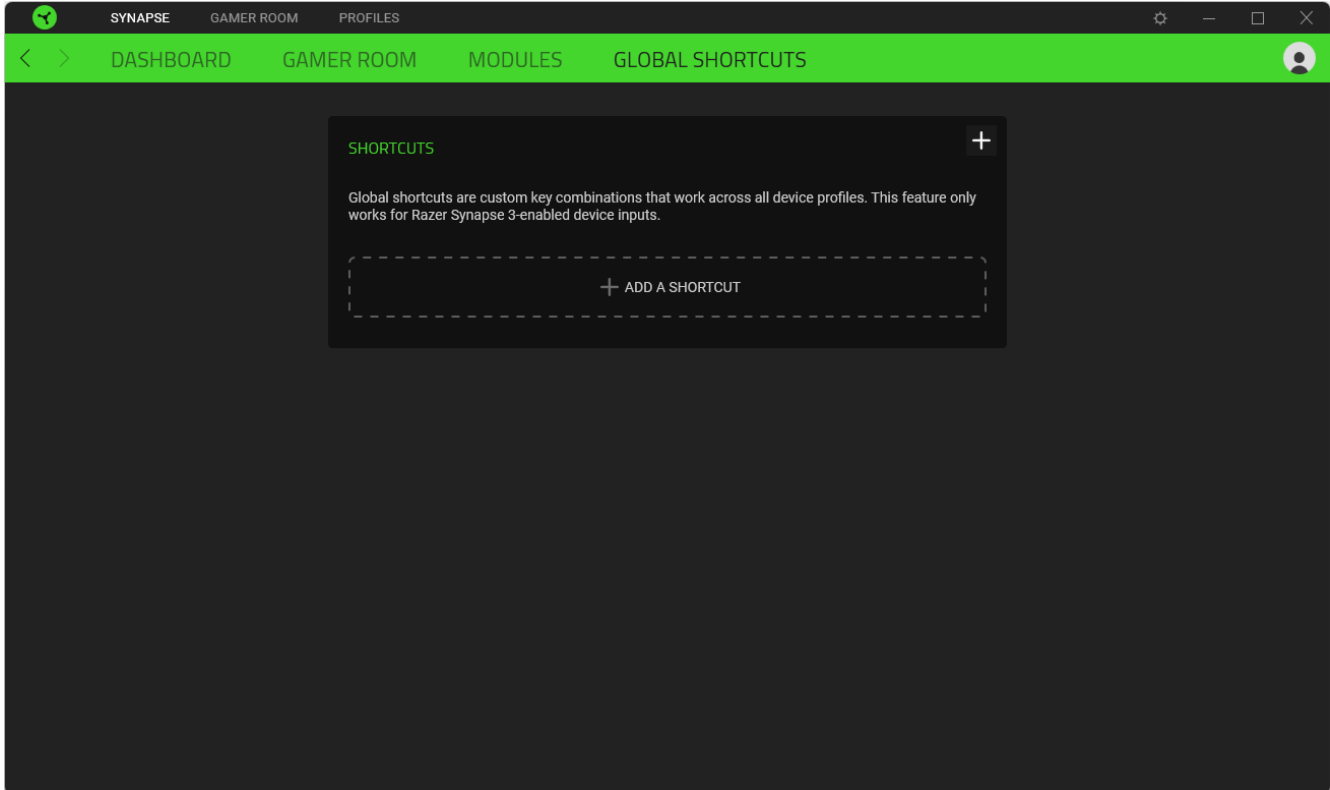 SYNAPSE GAMER ROOM PROFILES
DASHBOARD GAMER ROOM MODULES GLOBAL SHORTCUTS
SHORTCUTS
Global shortcuts are custom key combinations that work across all device profiles. This feature only
works for Razer Synapse 3-enabled device inputs.
ADD A SHORTCUT